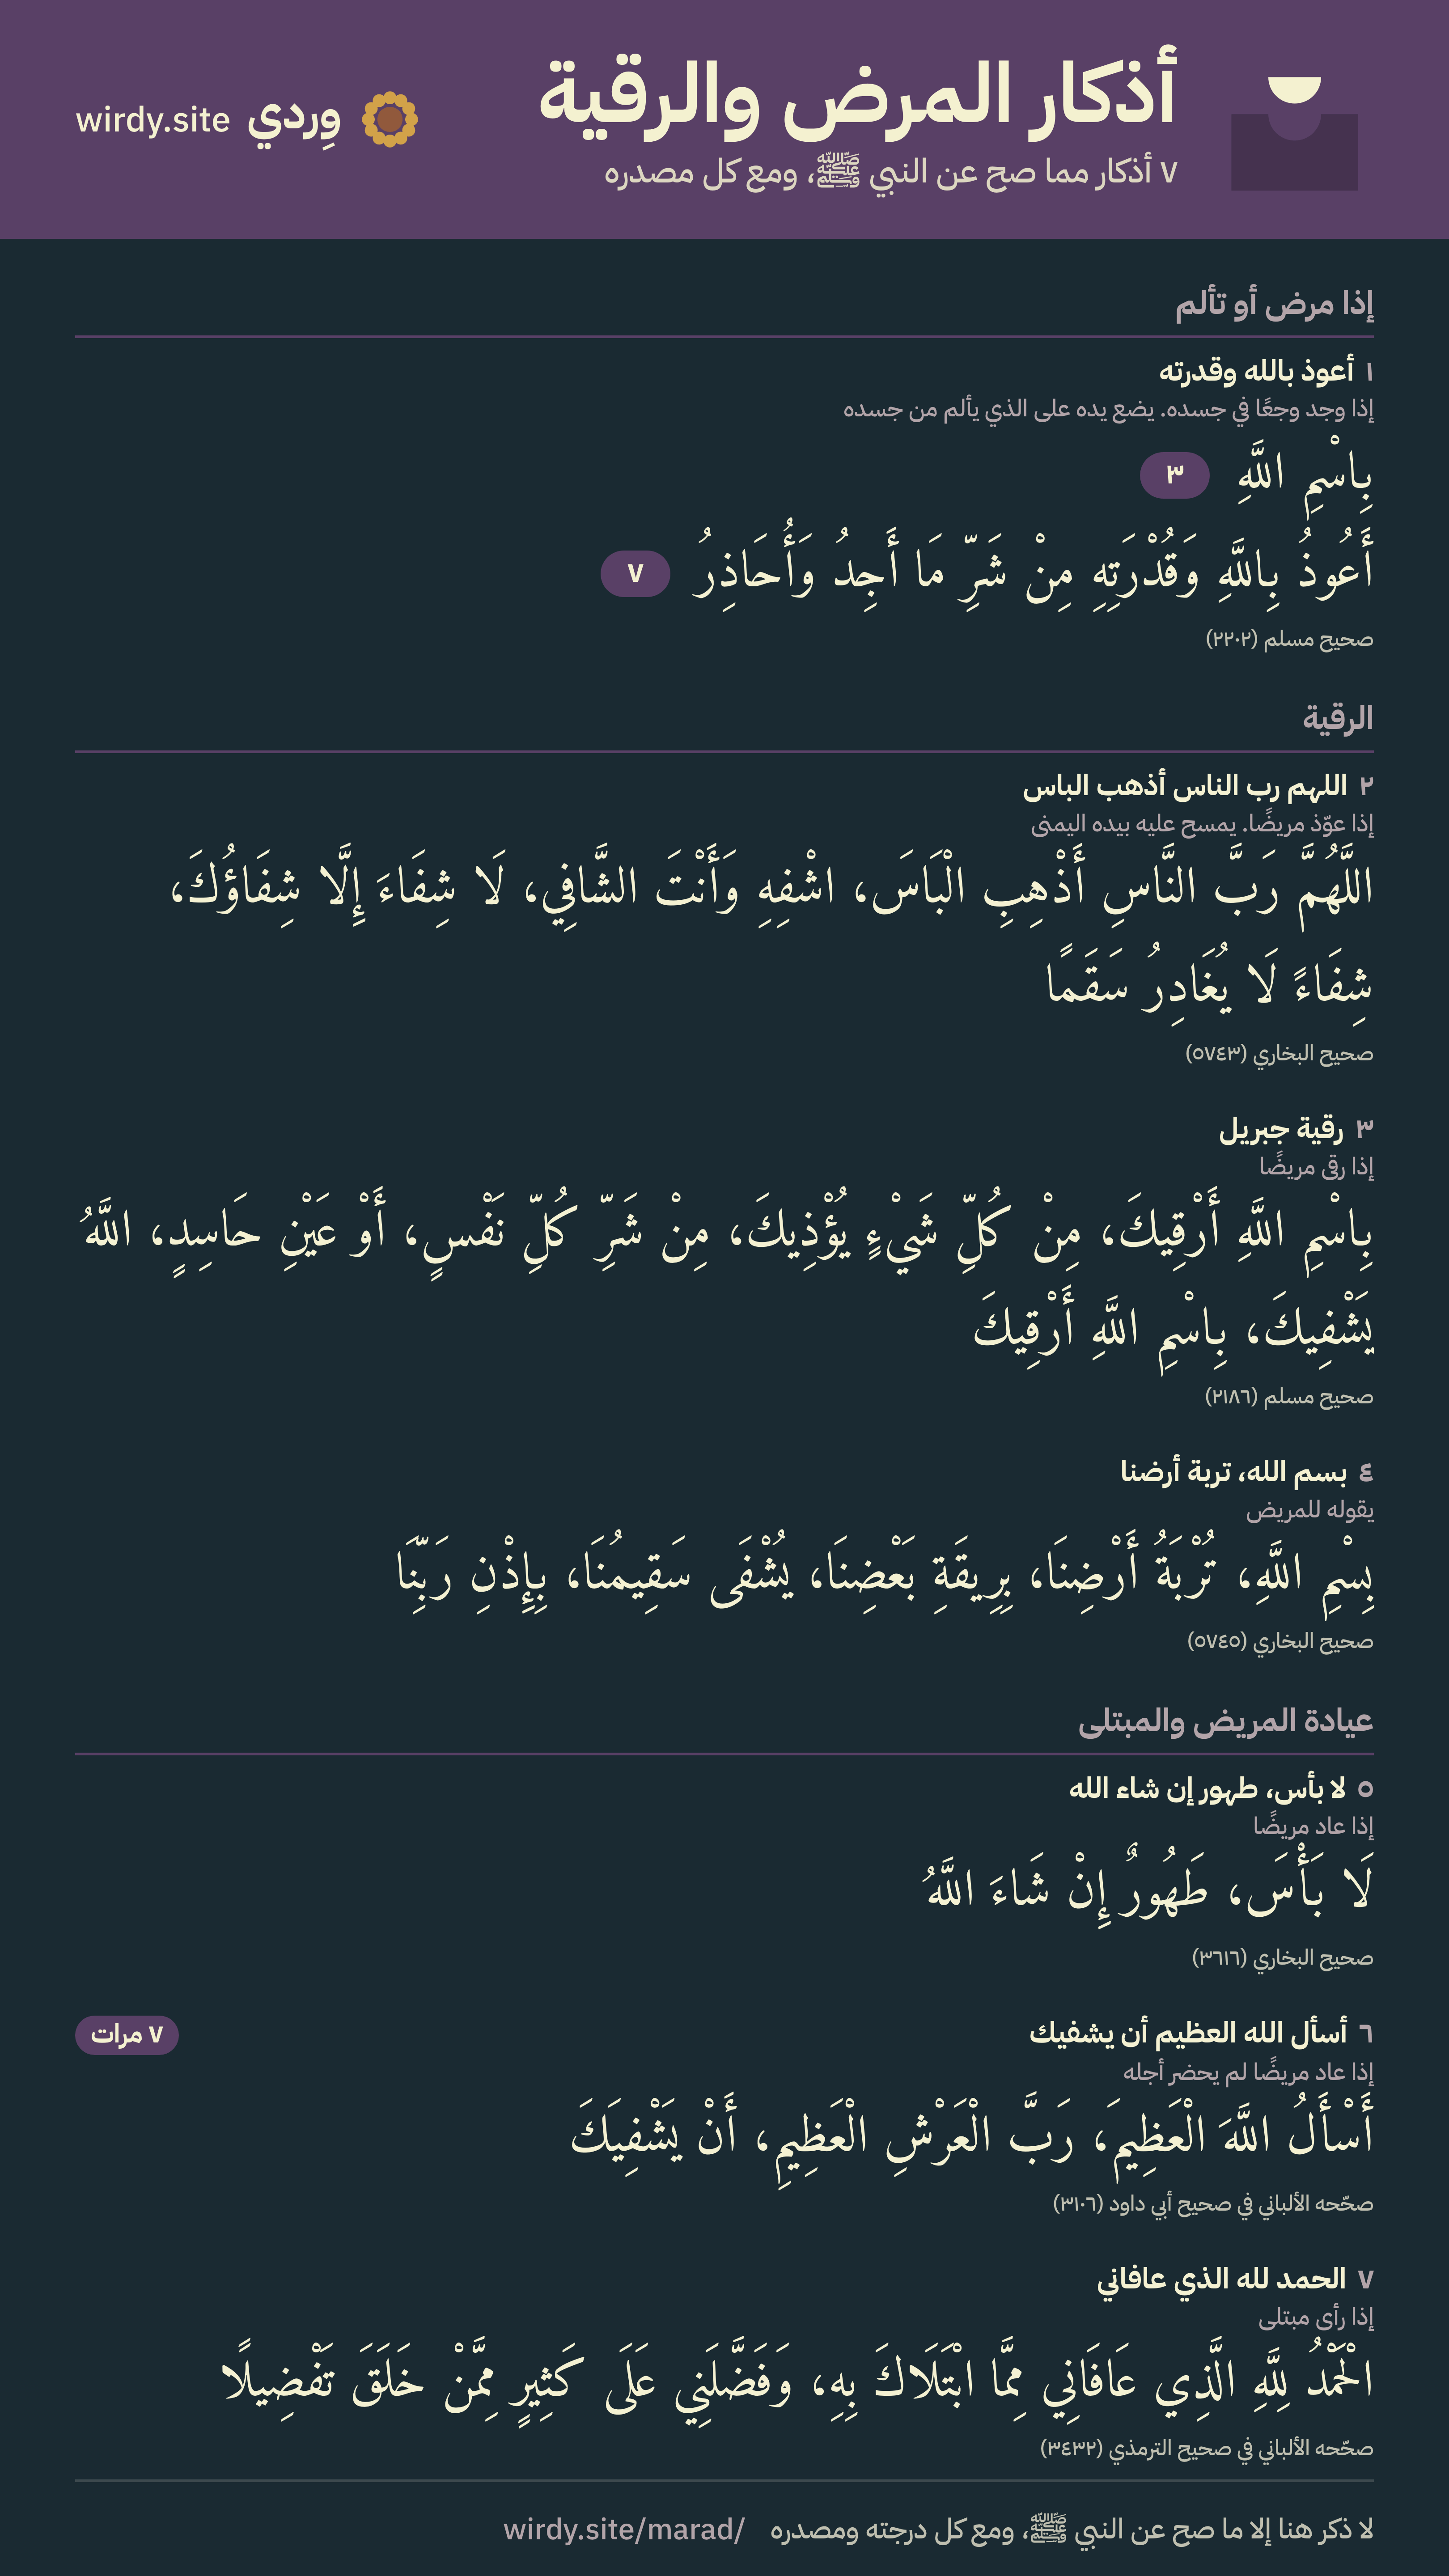 أذكار المرض والرقية
٧ أذكار مما صح عن النبي ﷺ، ومع كل مصدره
وِردي wirdy.site
إذا مرض أو تألم
١ أعوذ بالله وقدرته
إذا وجد وجعًا في جسده. يضع يده على الذي يألم من جسده
بِاسْمِ اللَّهِ ٣
أَعُوذُ بِاللَّهِ وَقُدْرَتِهِ مِنْ شَرِّ مَا أَجِدُ وَأُحَاذِرُ ٧
صحيح مسلم (٢٢٠٢)
الرقية
٢ اللهم رب الناس أذهب الباس
إذا عوّذ مريضًا. يمسح عليه بيده اليمنى
اللَّهُمَّ رَبَّ النَّاسِ أَذْهِبِ الْبَاسَ، اشْفِهِ وَأَنْتَ الشَّافِي، لَا شِفَاءَ إِلَّا شِفَاؤُكَ،
شِفَاءً لَا يُغَادِرُ سَقَمًا
صحيح البخاري (٥٧٤٣)
٣ رقية جبريل
إذا رقى مريضًا
بِاسْمِ اللَّهِ أَرْقِيكَ، مِنْ كُلِّ شَيْءٍ يُؤْذِيكَ، مِنْ شَرِّ كُلِّ نَفْسٍ، أَوْ عَيْنِ حَاسِدٍ، اللَّهُ
يَشْفِيكَ، بِاسْمِ اللَّهِ أَرْقِيكَ
صحيح مسلم (٢١٨٦)
٤ بسم الله، تربة أرضنا
يقوله للمريض
بِسْمِ اللَّهِ، تُرْبَةُ أَرْضِنَا، بِرِيقَةِ بَعْضِنَا، يُشْفَى سَقِيمُنَا، بِإِذْنِ رَبِّنَا
صحيح البخاري (٥٧٤٥)
عيادة المريض والمبتلى
٥ لا بأس، طهور إن شاء الله
إذا عاد مريضًا
لَا بَأْسَ، طَهُورٌ إِنْ شَاءَ اللَّهُ
صحيح البخاري (٣٦١٦)
٦ أسأل الله العظيم أن يشفيك ٧ مرات
إذا عاد مريضًا لم يحضر أجله
أَسْأَلُ اللَّهَ الْعَظِيمَ، رَبَّ الْعَرْشِ الْعَظِيمِ، أَنْ يَشْفِيَكَ
صحّحه الألباني في صحيح أبي داود (٣١٠٦)
٧ الحمد لله الذي عافاني
إذا رأى مبتلى
الْحَمْدُ لِلَّهِ الَّذِي عَافَانِي مِمَّا ابْتَلَاكَ بِهِ، وَفَضَّلَنِي عَلَى كَثِيرٍ مِمَّنْ خَلَقَ تَفْضِيلًا
صحّحه الألباني في صحيح الترمذي (٣٤٣٢)
لا ذكر هنا إلا ما صح عن النبي ﷺ، ومع كل درجته ومصدره wirdy.site/marad/